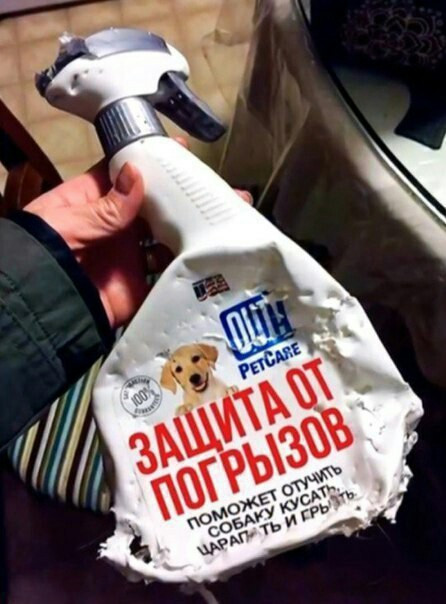 OUT!
PETCARE
100%
ЗАЩИТА ОТ
ПОГРЫЗОВ
ПОМОЖЕТ ОТУЧИТЬ
СОБАКУ КУСАТЬ,
И